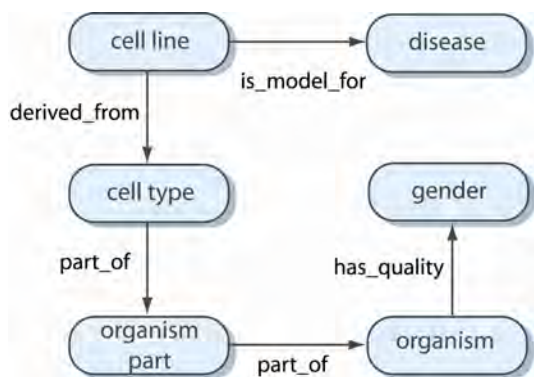 cell line
disease
is_model_for
derived_from
cell type
gender
part_of
has_quality
organism
part
part_of
organism